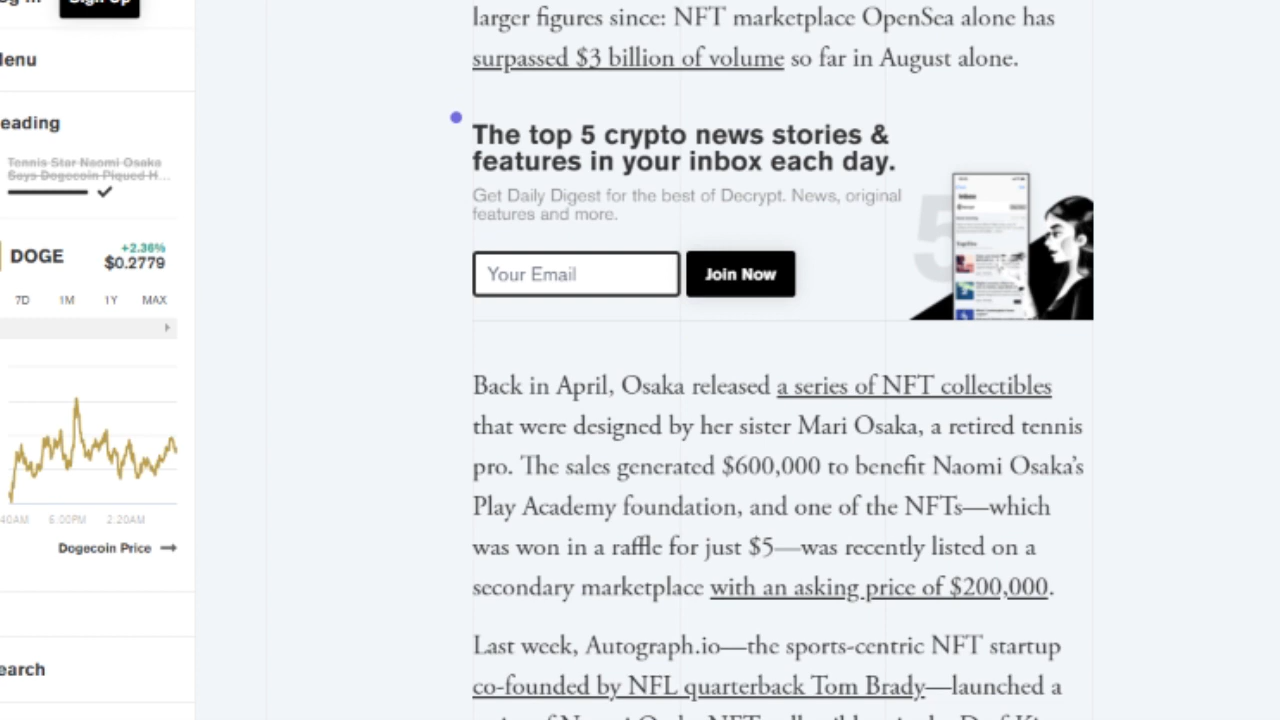 Sign Up
Menu
Reading
Tennis Star Naomi Osaka
Says Dogecoin Piqued H...
DOGE
+2.36%
$0.2779
7D 1M 1Y MAX
:40AM 6:00PM 2:20AM
Dogecoin Price →
earch
larger figures since: NFT marketplace OpenSea alone has
surpassed $3 billion of volume so far in August alone.
The top 5 crypto news stories &
features in your inbox each day.
Get Daily Digest for the best of Decrypt. News, original
features and more.
Your Email
Join Now
5
Back in April, Osaka released a series of NFT collectibles
that were designed by her sister Mari Osaka, a retired tennis
pro. The sales generated $600,000 to benefit Naomi Osaka's
Play Academy foundation, and one of the NFTs—which
was won in a raffle for just $5—was recently listed on a
secondary marketplace with an asking price of $200,000.
Last week, Autograph.io—the sports-centric NFT startup
co-founded by NFL quarterback Tom Brady—launched a